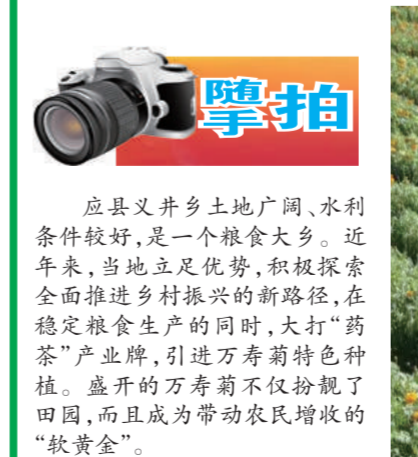 随手拍
应县义井乡土地广阔、水利
条件较好,是一个粮食大乡。近
年来,当地立足优势,积极探索
全面推进乡村振兴的新路径,在
稳定粮食生产的同时,大打“药
茶”产业牌,引进万寿菊特色种
植。盛开的万寿菊不仅扮靓了
田园,而且成为带动农民增收的
“软黄金”。